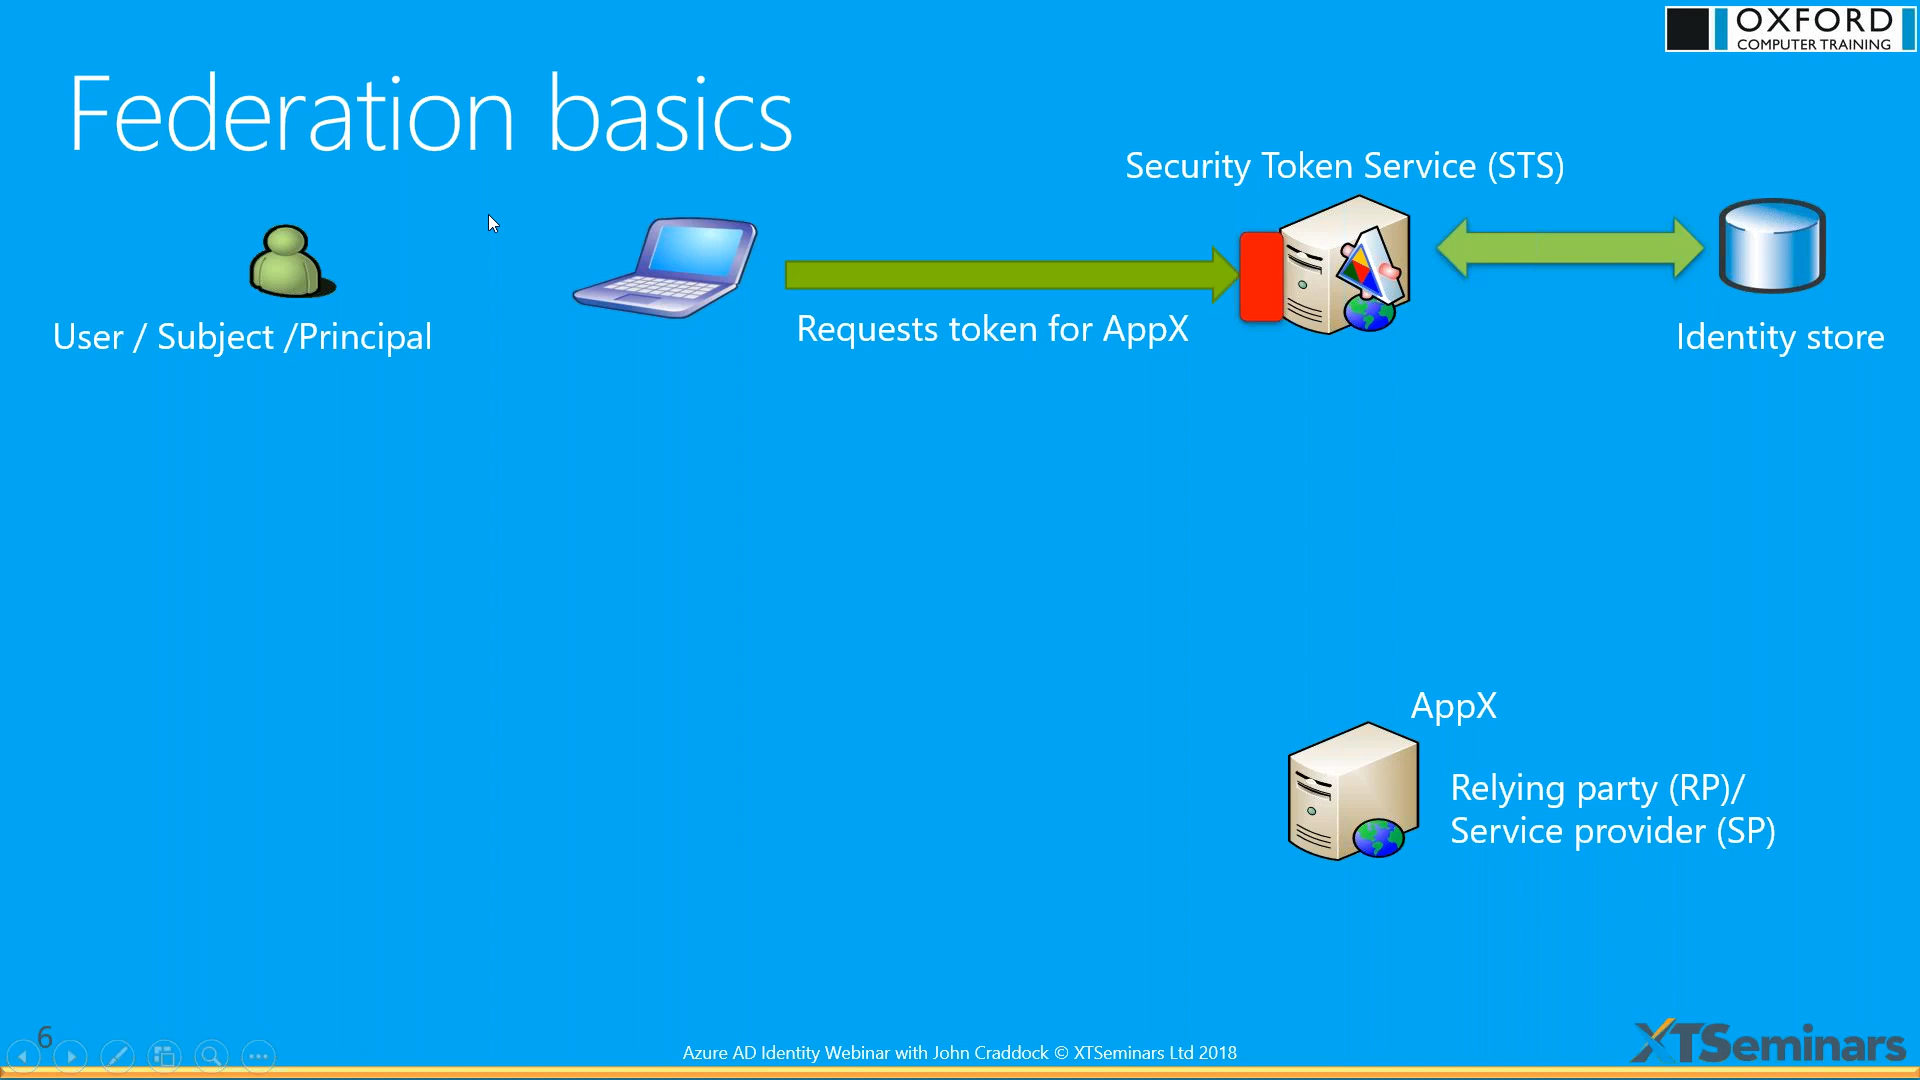 OXFORD
COMPUTER TRAINING
Federation basics
Security Token Service (STS)
User / Subject /Principal
Requests token for AppX
Identity store
AppX
Relying party (RP)/
Service provider (SP)
6
Azure AD Identity Webinar with John Craddock © XTSeminars Ltd 2018
XTSeminars